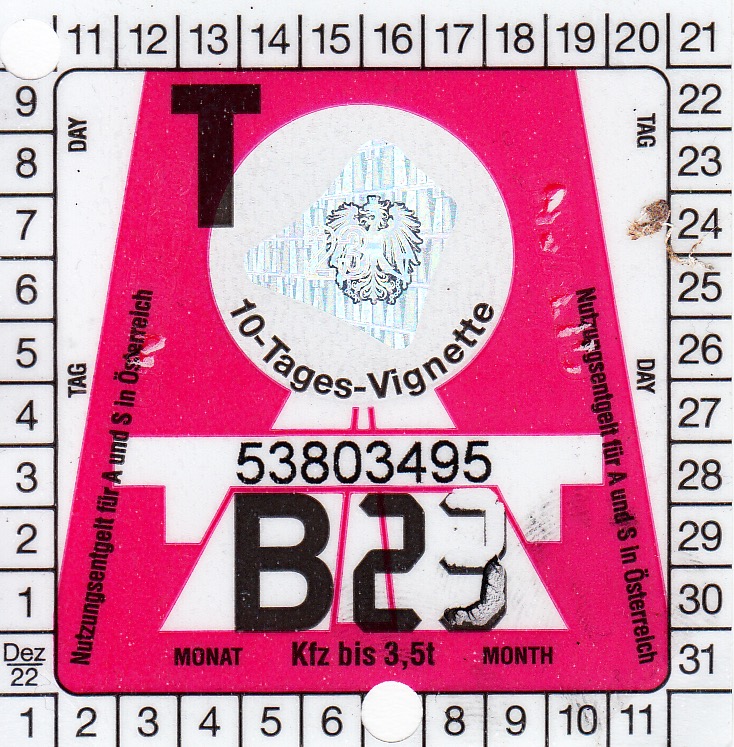 11 12 13 14 15 16 17 18 19 20 21
9 DAY T TAG 22
8 23
7 24
6 25
5 26
4 27
3 28
2 29
1 30
Dez 22 31
TAG DAY
10-Tages-Vignette
Nutzungsentgelt für A und S in Österreich
Nutzungsentgelt für A und S in Österreich
53803495
B23
MONAT Kfz bis 3,5t MONTH
1 2 3 4 5 6 8 9 10 11